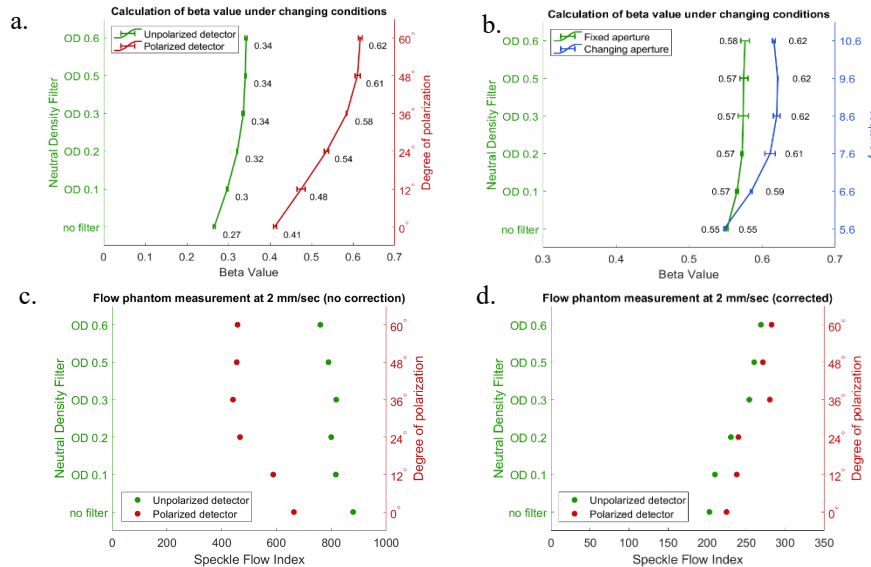 a.
Calculation of beta value under changing conditions
Unpolarized detector
Polarized detector
Neutral Density Filter
OD 0.6
OD 0.5
OD 0.3
OD 0.2
OD 0.1
no filter
0.34
0.34
0.34
0.32
0.3
0.27
0.62
0.61
0.58
0.54
0.48
0.41
60°
48°
36°
24°
12°
0°
Degree of polarization
0 0.1 0.2 0.3 0.4 0.5 0.6 0.7
Beta Value
b.
Calculation of beta value under changing conditions
Fixed aperture
Changing aperture
Neutral Density Filter
OD 0.6
OD 0.5
OD 0.3
OD 0.2
OD 0.1
no filter
0.58
0.57
0.57
0.57
0.57
0.55
0.62
0.62
0.62
0.61
0.59
0.55
10.6
9.6
8.6
7.6
6.6
5.6
0.3 0.4 0.5 0.6 0.7
Beta Value
c.
Flow phantom measurement at 2 mm/sec (no correction)
Neutral Density Filter
OD 0.6
OD 0.5
OD 0.3
OD 0.2
OD 0.1
no filter
60°
48°
36°
24°
12°
0°
Degree of polarization
Unpolarized detector
Polarized detector
0 200 400 600 800 1000
Speckle Flow Index
d.
Flow phantom measurement at 2 mm/sec (corrected)
Neutral Density Filter
OD 0.6
OD 0.5
OD 0.3
OD 0.2
OD 0.1
no filter
60°
48°
36°
24°
12°
0°
Degree of polarization
Unpolarized detector
Polarized detector
0 50 100 150 200 250 300 350
Speckle Flow Index